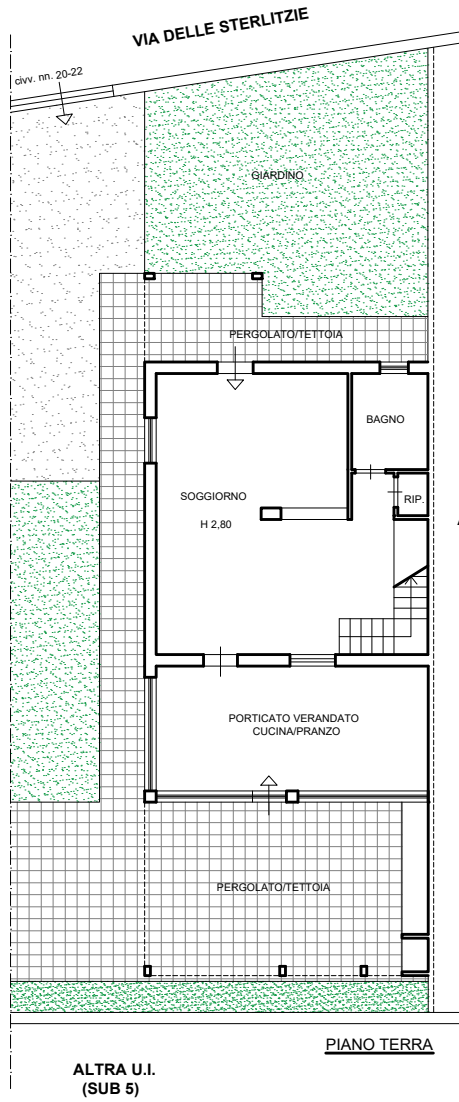 VIA DELLE STERLITZIE
civv. nn. 20-22
GIARDINO
PERGOLATO/TETTOIA
BAGNO
SOGGIORNO
RIP.
H 2,80
PORTICATO VERANDATO
CUCINA/PRANZO
PERGOLATO/TETTOIA
PIANO TERRA
ALTRA U.I.
(SUB 5)